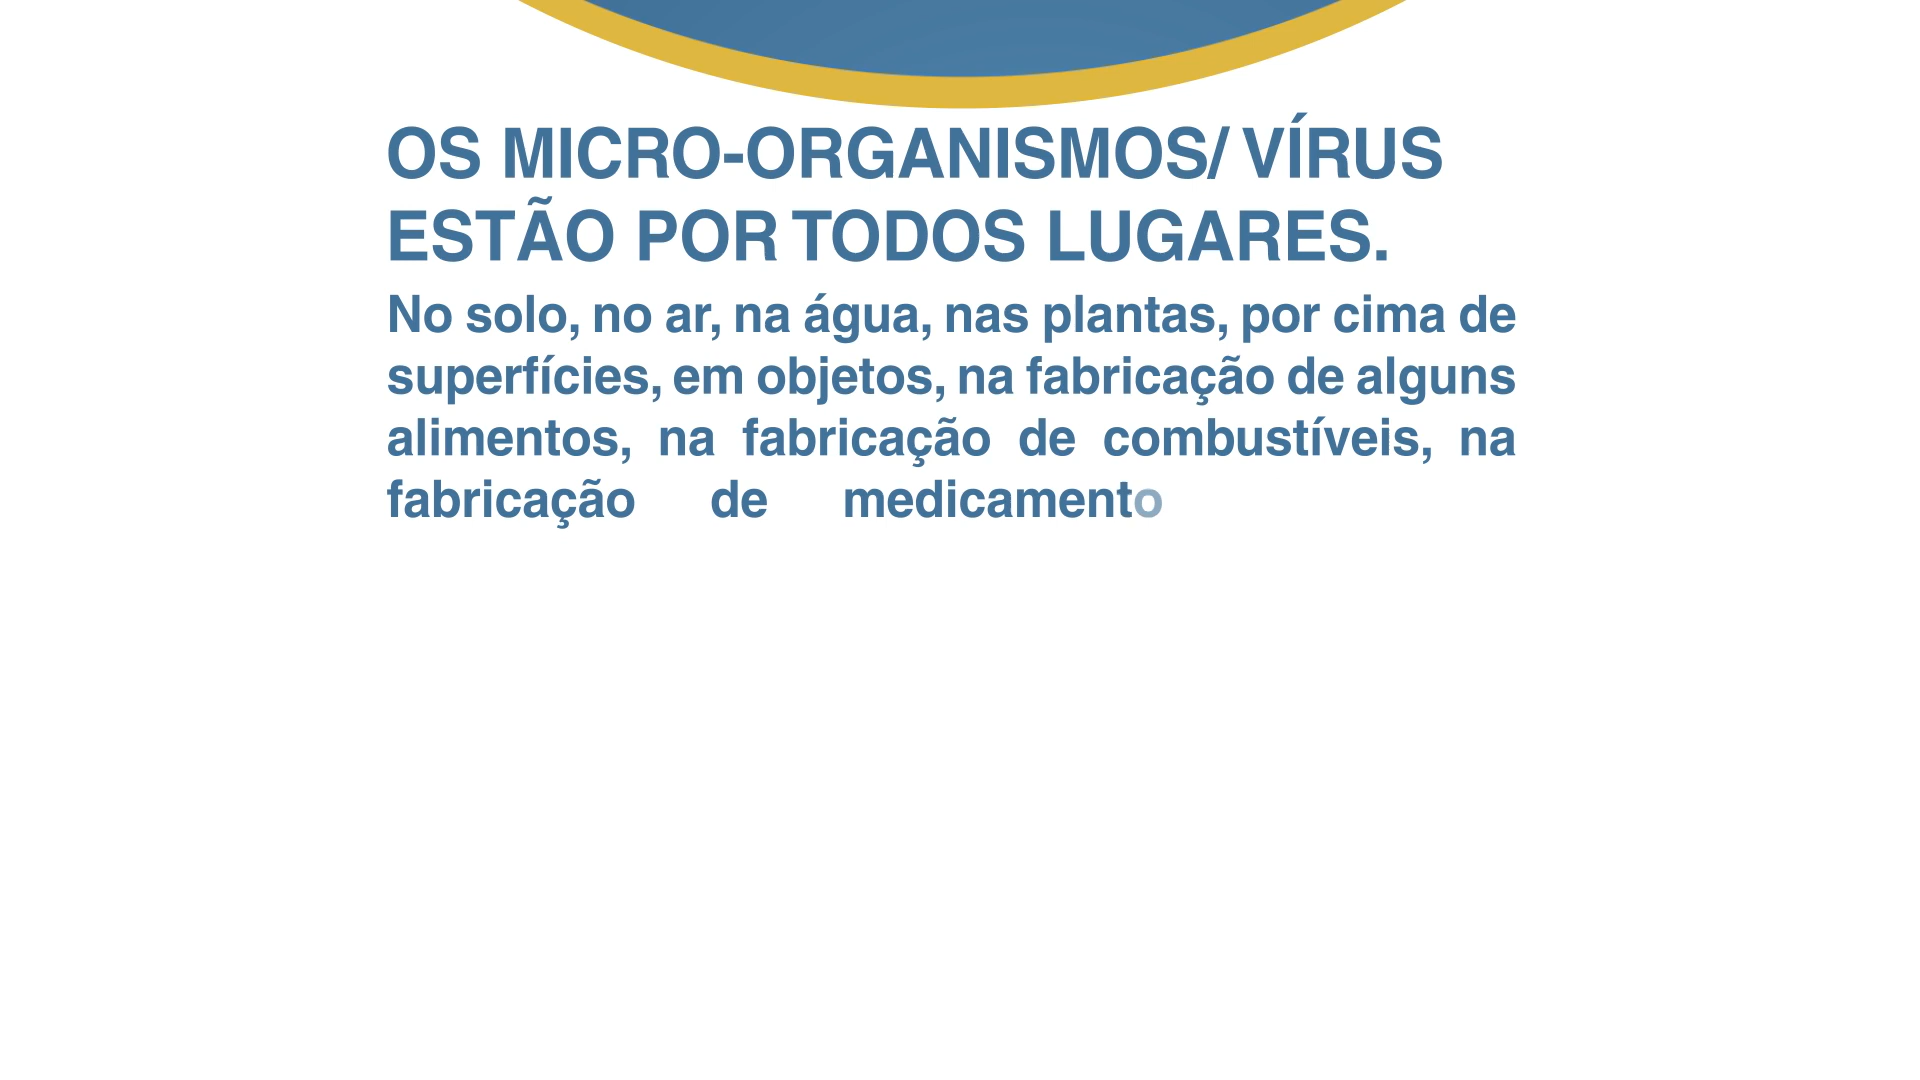 OS MICRO-ORGANISMOS/ VÍRUS
ESTÃO POR TODOS LUGARES.
No solo, no ar, na água, nas plantas, por cima de
superfícies, em objetos, na fabricação de alguns
alimentos, na fabricação de combustíveis, na
fabricação de medicamento